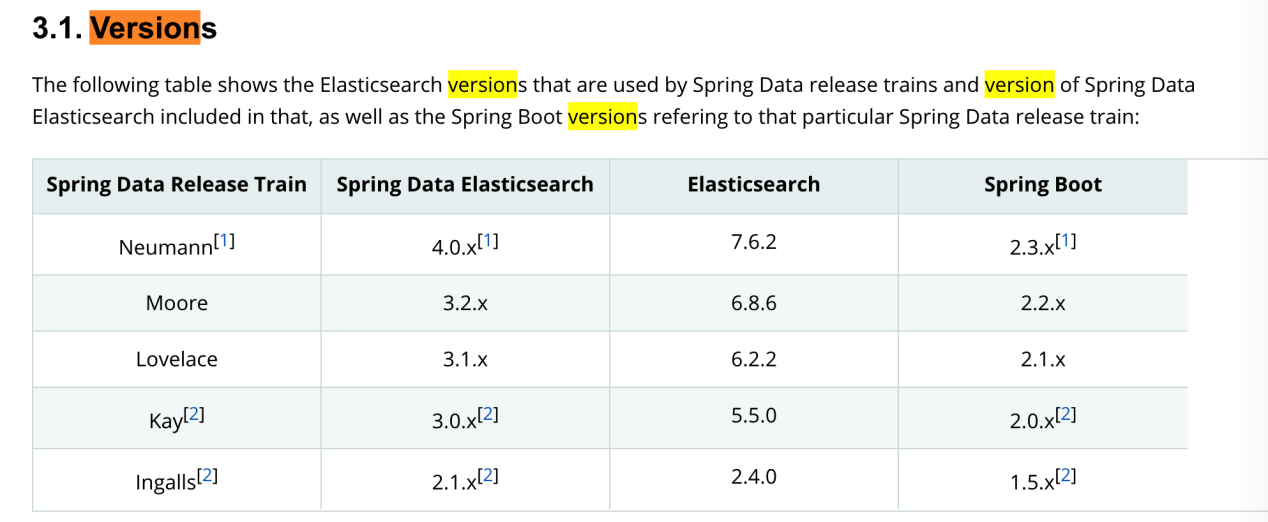 3.1. Versions
The following table shows the Elasticsearch versions that are used by Spring Data release trains and version of Spring Data
Elasticsearch included in that, as well as the Spring Boot versions refering to that particular Spring Data release train:
Spring Data Release Train Spring Data Elasticsearch Elasticsearch Spring Boot
Neumann[1] 4.0.x[1] 7.6.2 2.3.x[1]
Moore 3.2.x 6.8.6 2.2.x
Lovelace 3.1.x 6.2.2 2.1.x
Kay[2] 3.0.x[2] 5.5.0 2.0.x[2]
Ingalls[2] 2.1.x[2] 2.4.0 1.5.x[2]